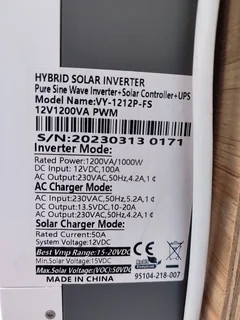 HYBRID SOLAR INVERTER
Pure Sine Wave Inverter+Solar Controller+UPS
Model Name:VY-1212P-FS
12V1200VA PWM
S/N:20230313 0171
Inverter Mode:
Rated Power:1200VA/1000W
DC Input: 12VDC,100A
AC Output:230VAC,50Hz,4.2A,1¢
AC Charger Mode:
AC Input:230VAC,50Hz,5.2A,1¢
DC Output:13.5VDC, 10-20A
AC Output:230VAC,50Hz,4.2A,1¢
Solar Charger Mode:
Rated Current:50A
System Voltage:12VDC
Best Vmp Rang:15-20VDC
Min.Solar Voltage:15VDC
Max.Solar Voltage(VOC):50VDC
MADE IN CHINA
95104-218-007